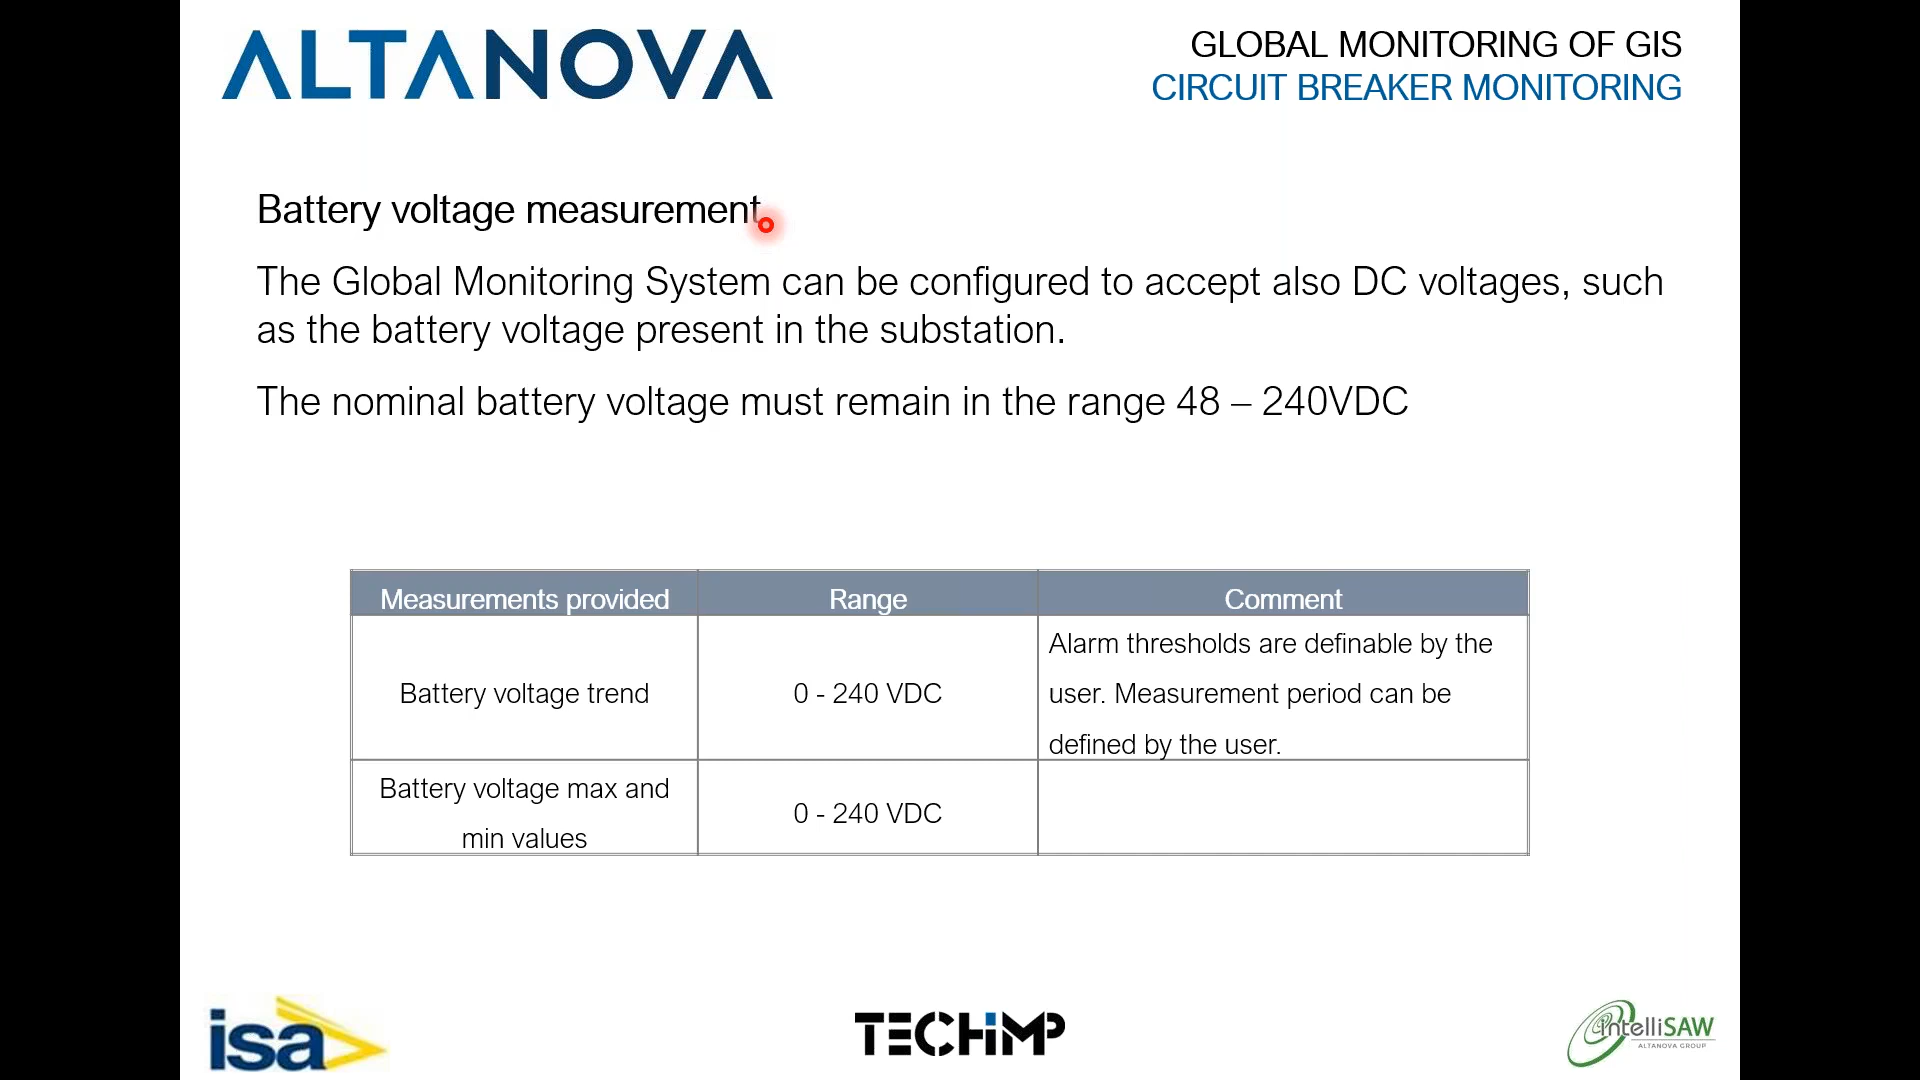 ALTANOVA
GLOBAL MONITORING OF GIS
CIRCUIT BREAKER MONITORING
Battery voltage measurement
The Global Monitoring System can be configured to accept also DC voltages, such
as the battery voltage present in the substation.
The nominal battery voltage must remain in the range 48 – 240VDC
Measurements provided
Range
Comment
Battery voltage trend
0 - 240 VDC
Alarm thresholds are definable by the
user. Measurement period can be
defined by the user.
Battery voltage max and
min values
0 - 240 VDC
isa
TECHIMP
intelliSAW
ALTANOVA GROUP